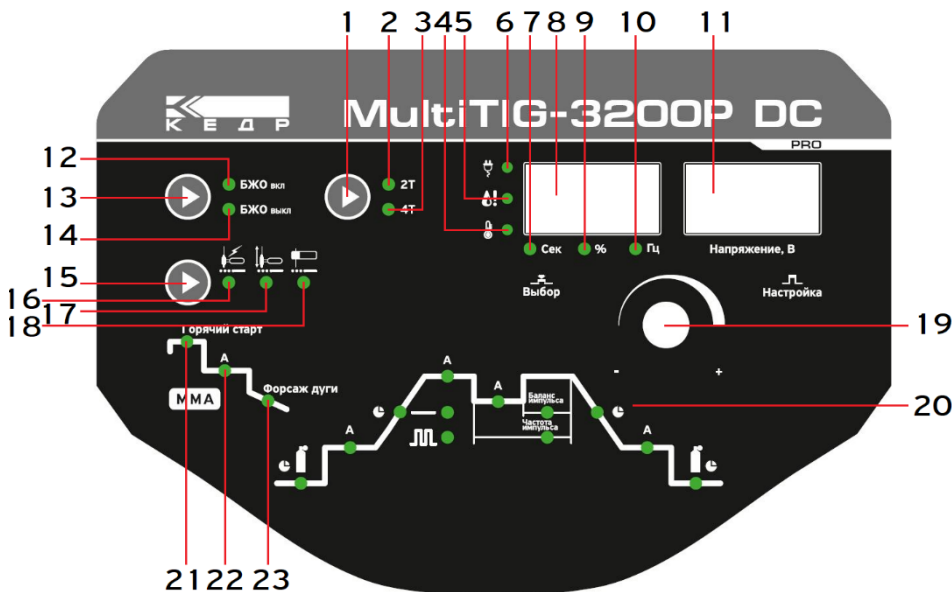 1 2 3 4 5 6 7 8 9 10 11
КЕДР
MultiTIG-3200P DC
PRO
12
13
14
БЖО вкл
БЖО выкл
2T
4T
Сек
%
Гц
Напряжение, В
15
16
17
18
Выбор
Настройка
19
Горячий старт
A
Форсаж дуги
MMA
- +
20
A
A
A
A
Баланс
импульса
Частота
импульса
21 22 23